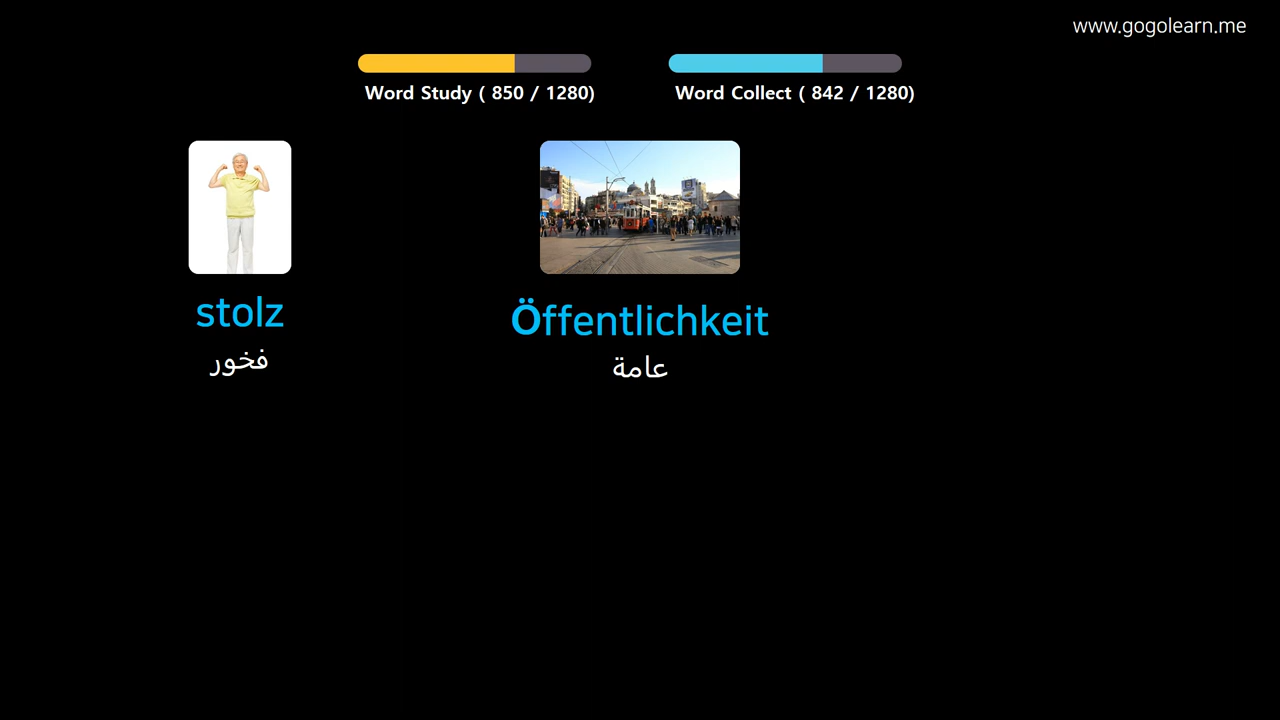 www.gogolearn.me
Word Study ( 850 / 1280)
Word Collect ( 842 / 1280)
stolz
فخور
Öffentlichkeit
عامة